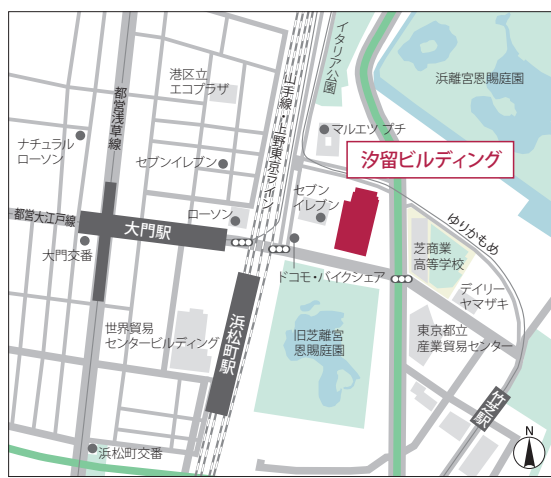 イタリア公園
浜離宮恩賜庭園
港区立
エコプラザ
山手線・上野東京ライン
都営浅草線
マルエツ プチ
ナチュラル
ローソン
セブンイレブン
汐留ビルディング
セブン
イレブン
ゆりかもめ
都営大江戸線
ローソン
大門駅
大門交番
芝商業
高等学校
ドコモ・バイクシェア
デイリー
ヤマザキ
世界貿易
センタービルディング
浜松町駅
旧芝離宮
恩賜庭園
東京都立
産業貿易センター
竹芝駅
浜松町交番
N